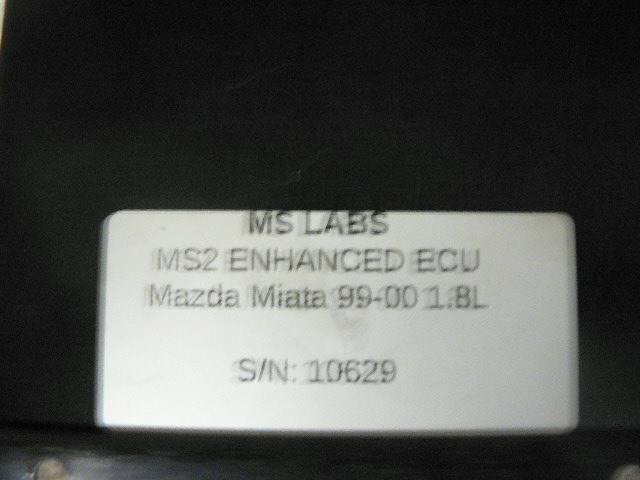 MS LABS
MS2 ENHANCED ECU
Mazda Miata 99-00 1.8L
S/N: 10629